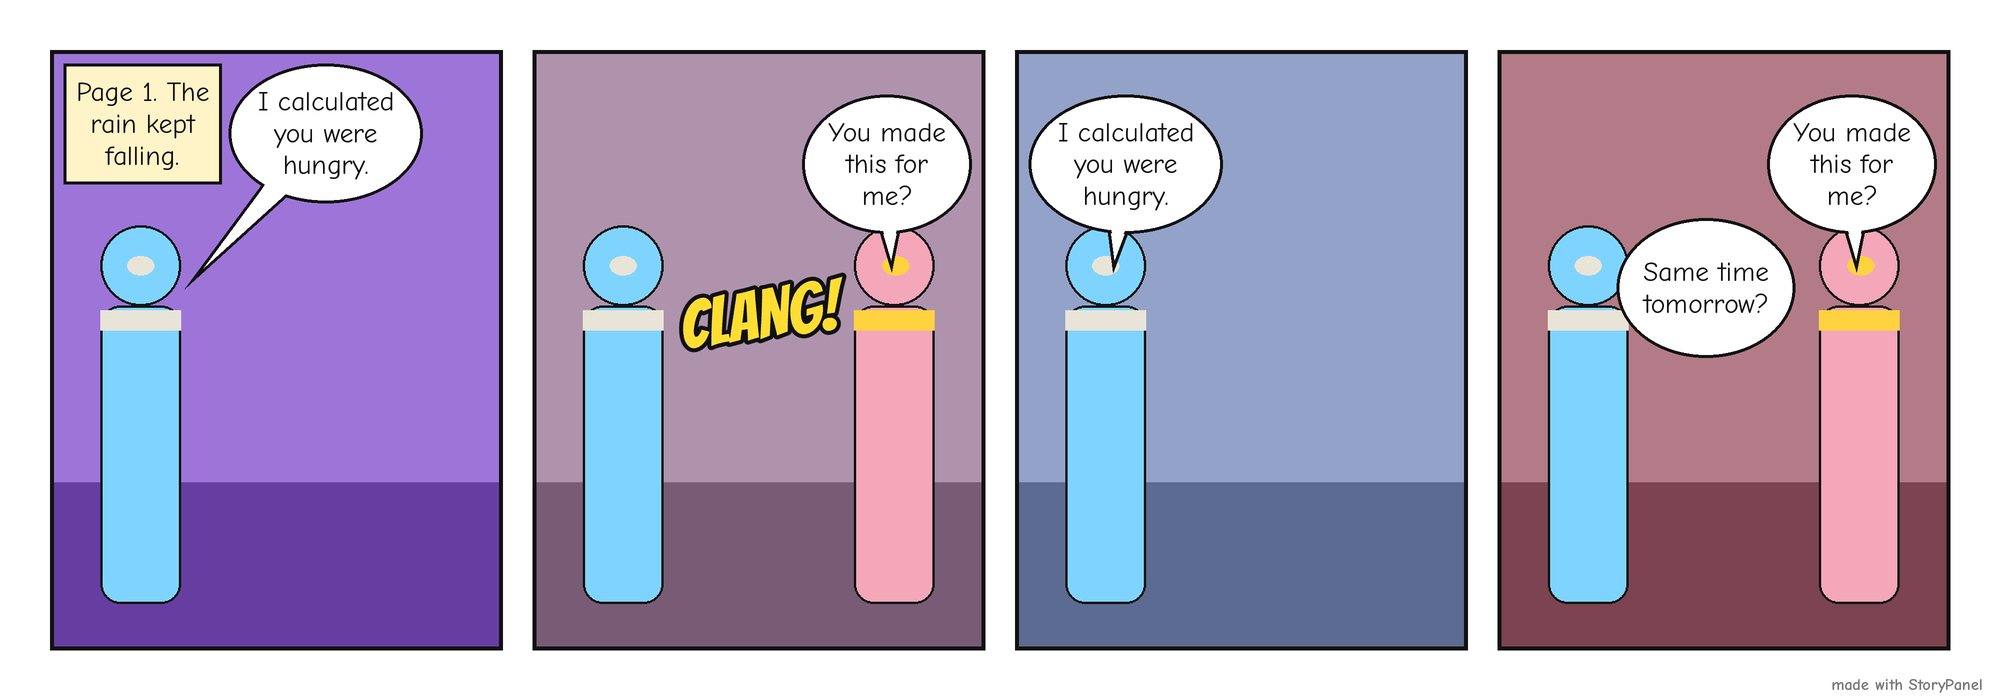 Page 1. The
rain kept
falling.
I calculated
you were
hungry.
CLANG!
You made
this for
me?
I calculated
you were
hungry.
Same time
tomorrow?
You made
this for
me?
made with StoryPanel